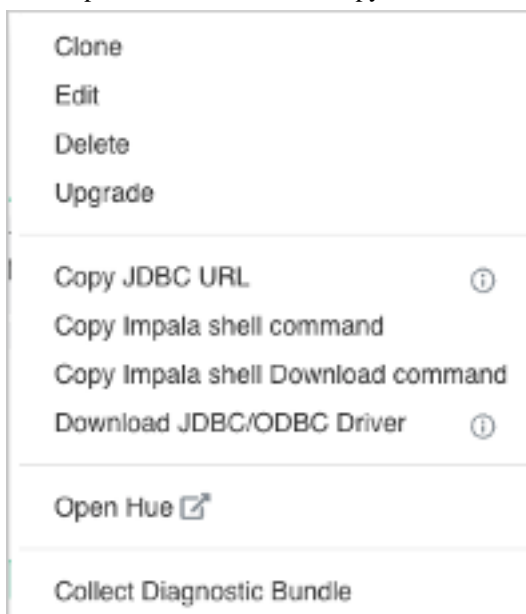 Clone
Edit
Delete
Upgrade
Copy JDBC URL
Copy Impala shell command
Copy Impala shell Download command
Download JDBC/ODBC Driver
Open Hue
Collect Diagnostic Bundle